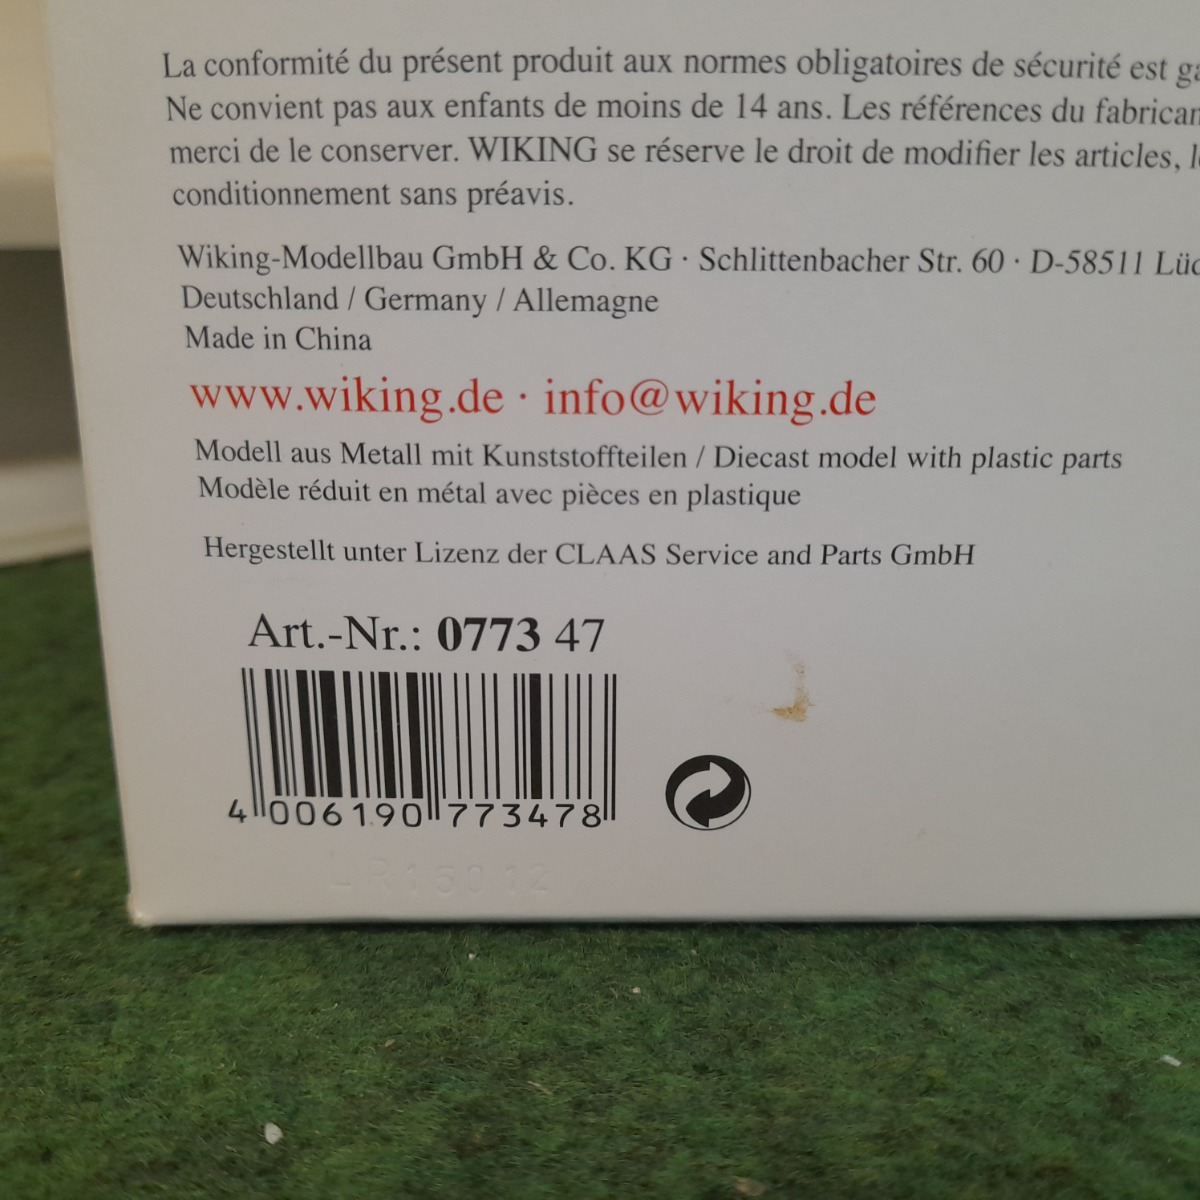 La conformité du présent produit aux normes obligatoires de sécurité est
Ne convient pas aux enfants de moins de 14 ans. Les références du
merci de le conserver. WIKING se réserve le droit de modifier les articles,
conditionnement sans préavis.
Wiking-Modellbau GmbH & Co. KG · Schlittenbacher Str. 60 · D-58511
Deutschland / Germany / Allemagne
Made in China
www.wiking.de · info@wiking.de
Modell aus Metall mit Kunststoffteilen / Diecast model with plastic parts
Modèle réduit en métal avec pièces en plastique
Hergestellt unter Lizenz der CLAAS Service and Parts GmbH
Art.-Nr.: 0773 47
4 006190 773478